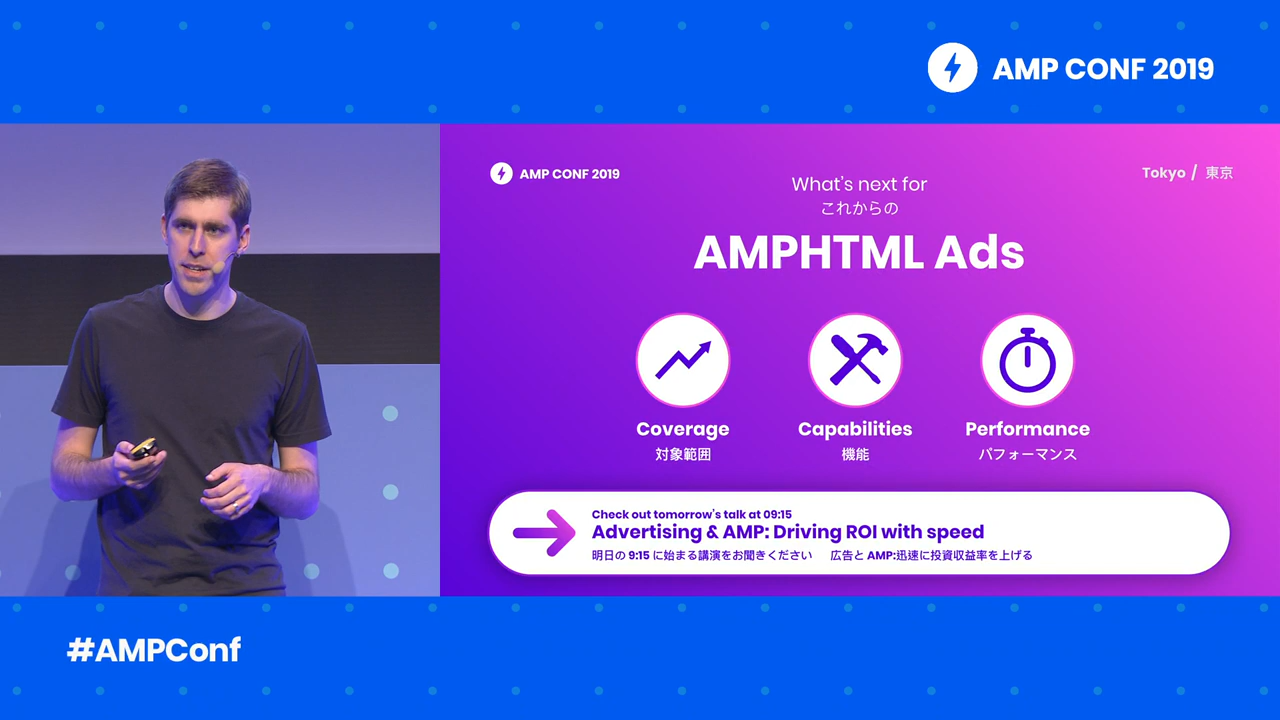 AMP CONF 2019
AMP CONF 2019
Tokyo / 東京
What's next for
これからの
AMPHTML Ads
Coverage
対象範囲
Capabilities
機能
Performance
パフォーマンス
Check out tomorrow's talk at 09:15
Advertising & AMP: Driving ROI with speed
明日の 9:15 に始まる講演をお聞きください 広告と AMP:迅速に投資収益率を上げる
#AMPConf